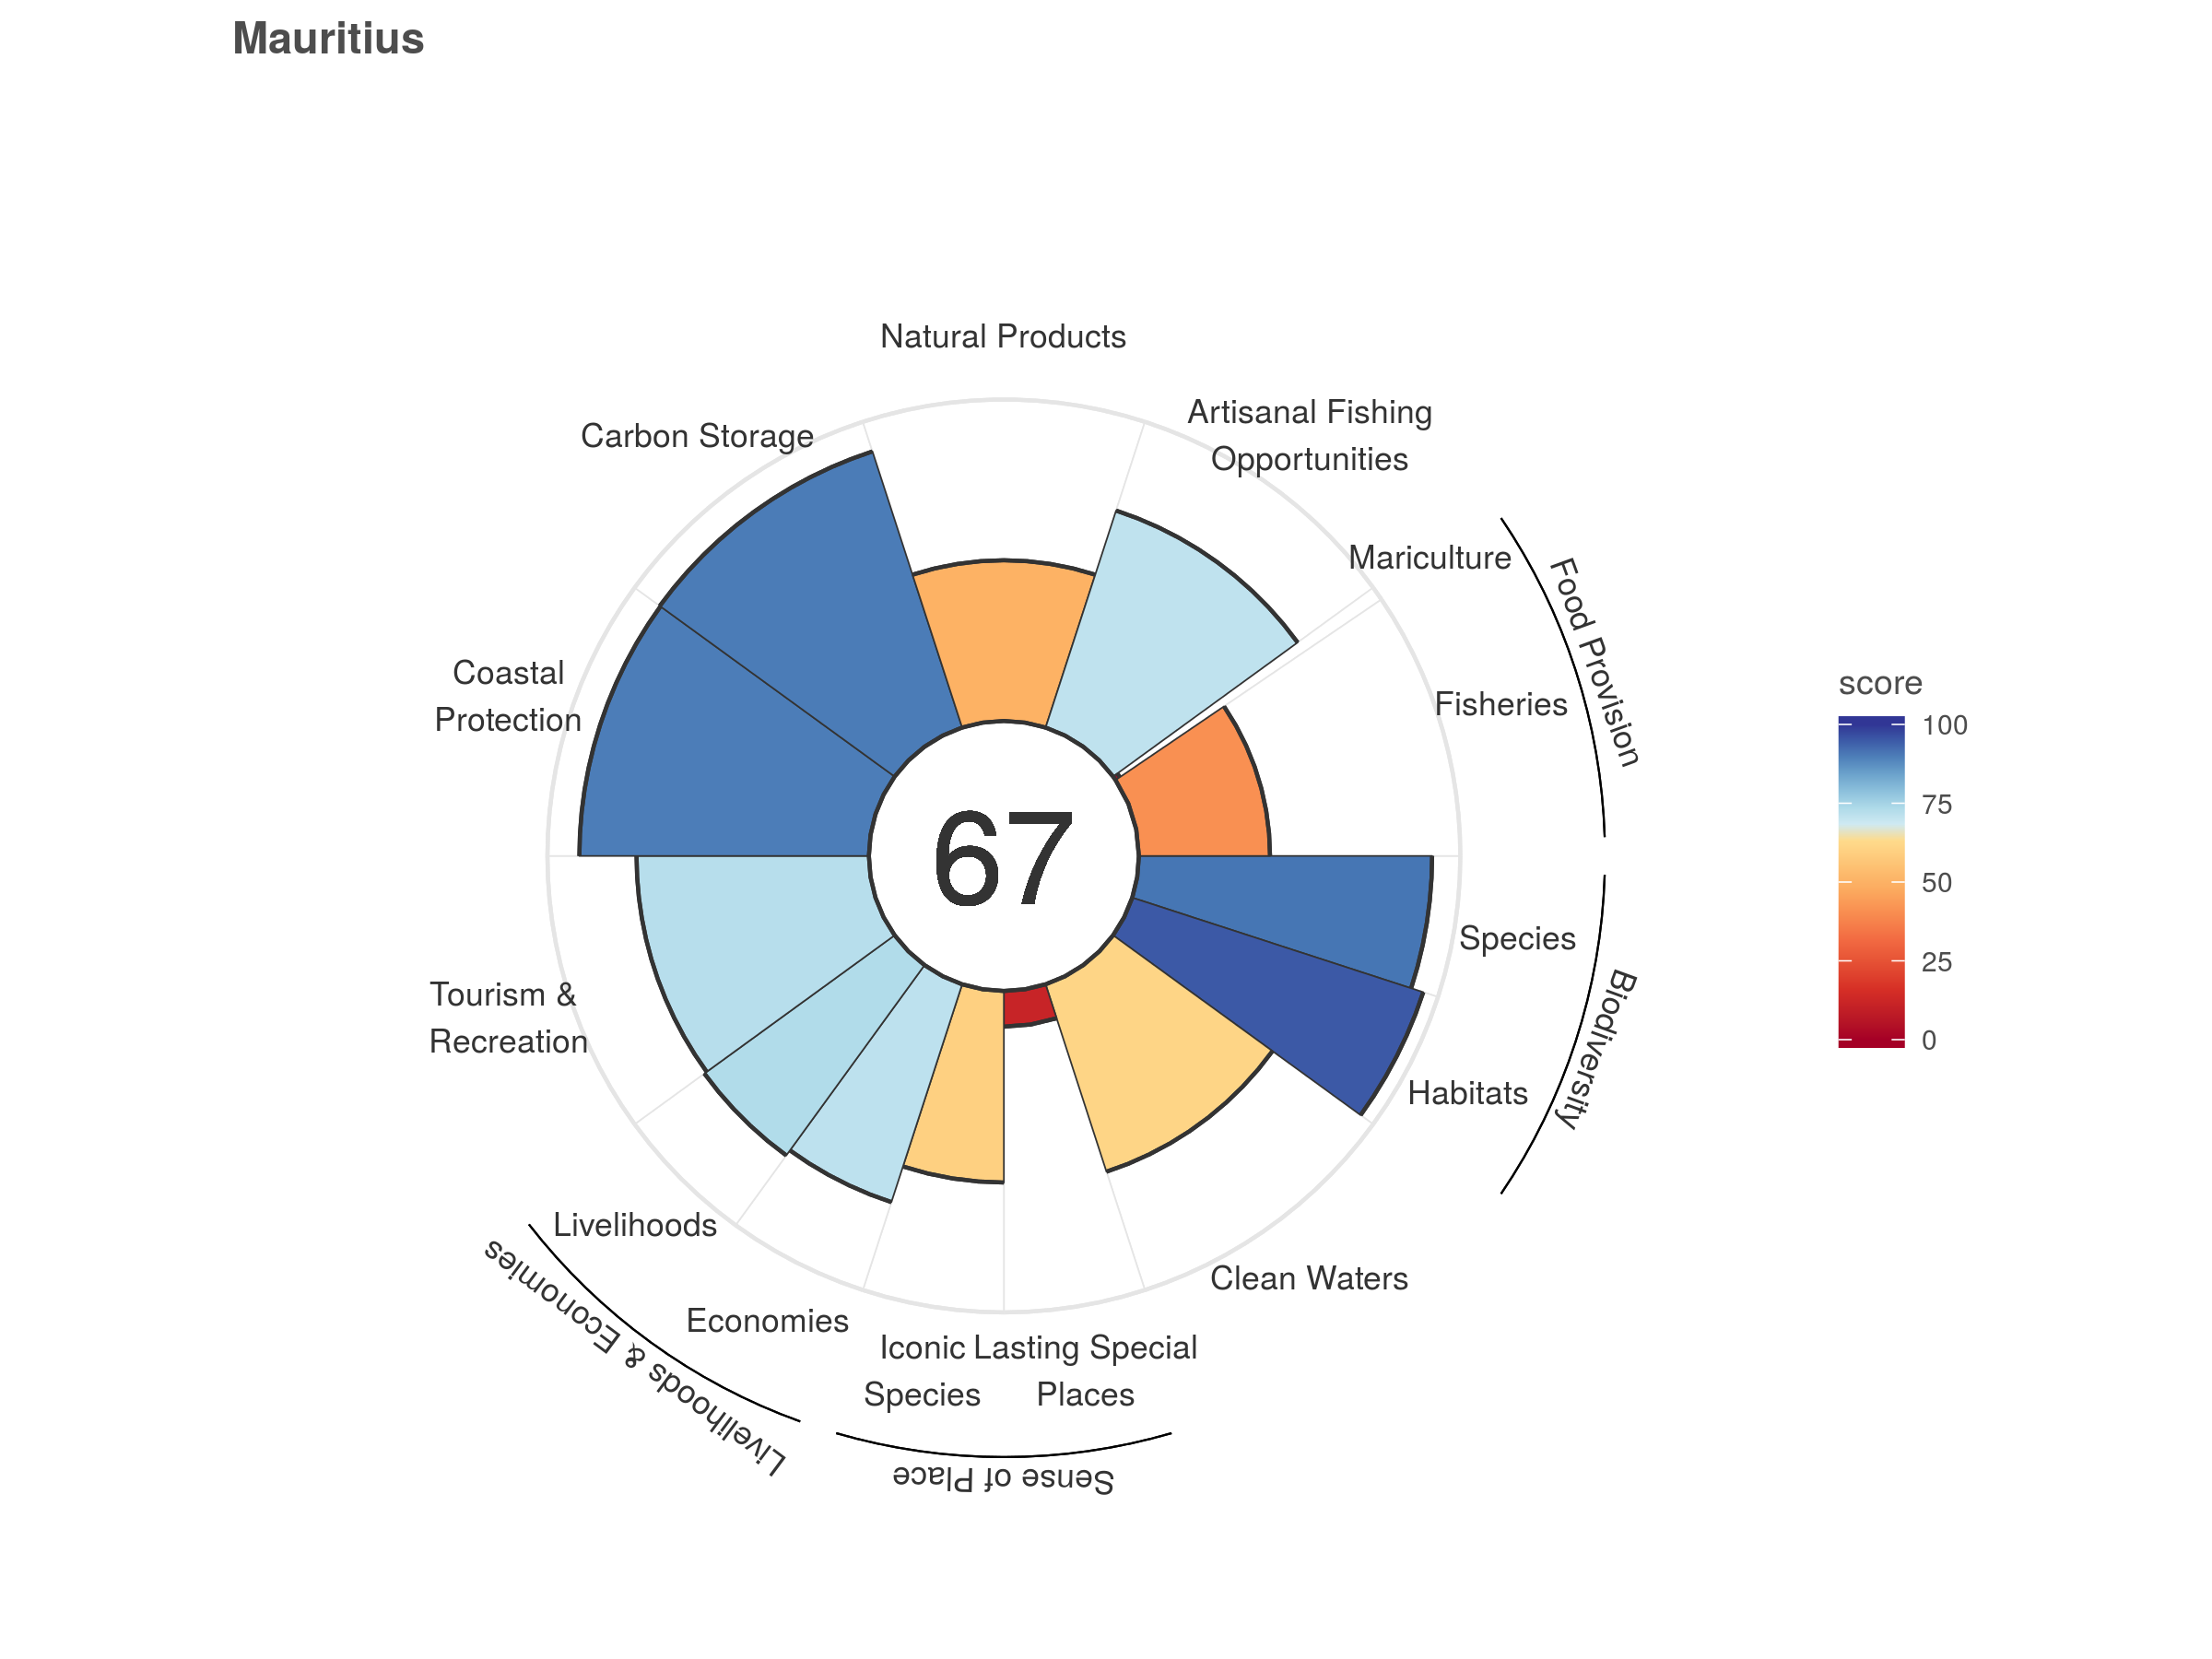 Mauritius
Natural Products
Artisanal Fishing
Opportunities
Carbon Storage
Mariculture
Food Provision
Coastal
Protection
Fisheries
score
100
75
50
25
0
67
Species
Biodiversity
Tourism &
Recreation
Habitats
Livelihoods
Clean Waters
Livelihoods & Economies
Economies
Iconic
Species
Lasting Special
Places
Sense of Place